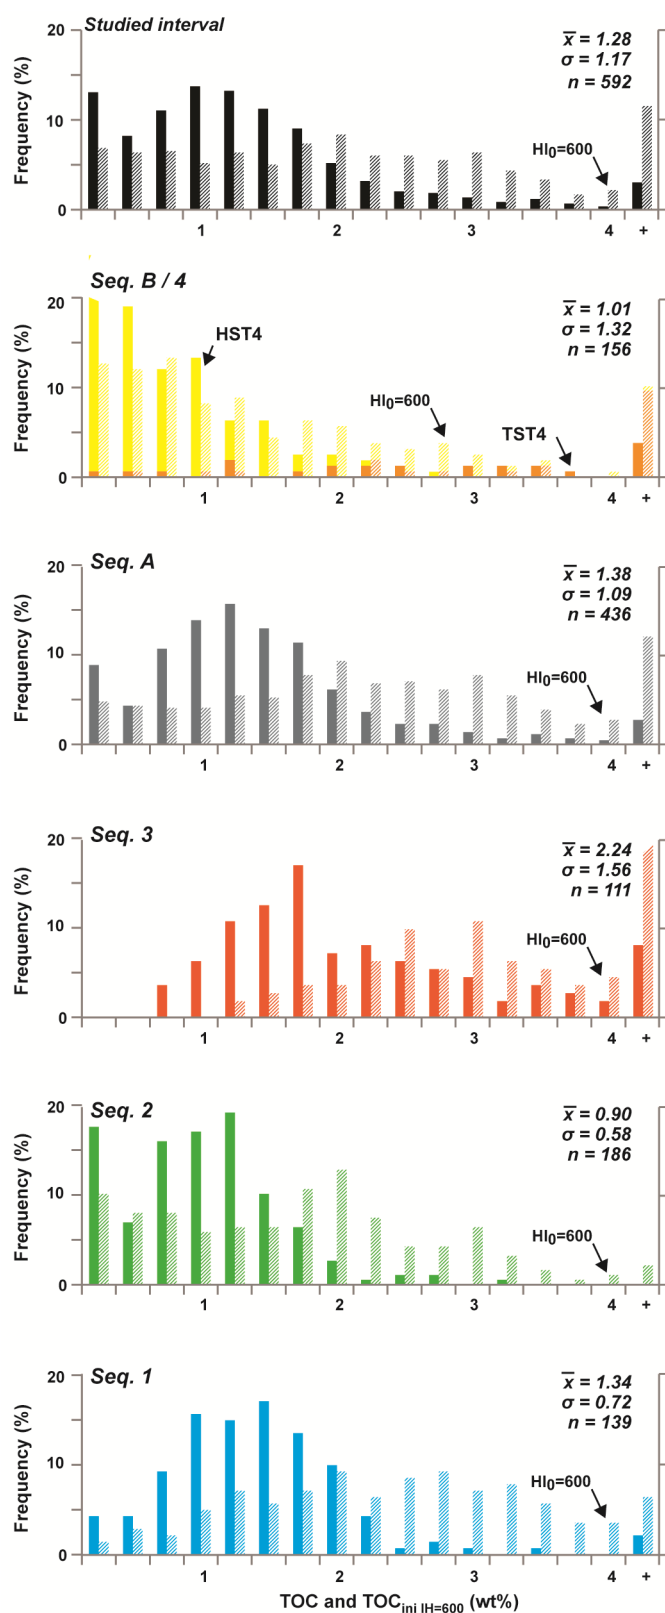 Studied interval
x̅ = 1.28
σ = 1.17
n = 592
Frequency (%)
20
10
0
HI0=600
1 2 3 4 +
Seq. B / 4
x̅ = 1.01
σ = 1.32
n = 156
Frequency (%)
20
10
0
HST4
HI0=600
TST4
1 2 3 4 +
Seq. A
x̅ = 1.38
σ = 1.09
n = 436
Frequency (%)
20
10
0
HI0=600
1 2 3 4 +
Seq. 3
x̅ = 2.24
σ = 1.56
n = 111
Frequency (%)
20
10
0
HI0=600
1 2 3 4 +
Seq. 2
x̅ = 0.90
σ = 0.58
n = 186
Frequency (%)
20
10
0
HI0=600
1 2 3 4 +
Seq. 1
x̅ = 1.34
σ = 0.72
n = 139
Frequency (%)
20
10
0
HI0=600
1 2 3 4 +
TOC and TOCini IH=600 (wt%)